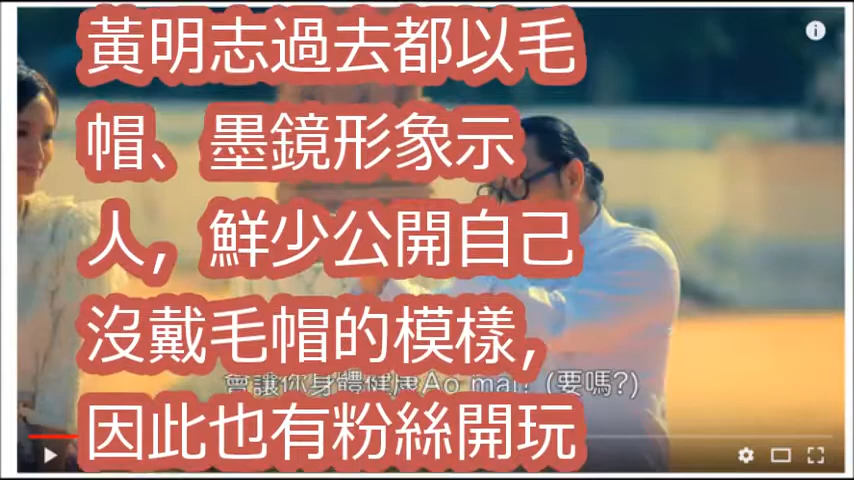 黃明志過去都以毛
帽、墨鏡形象示
人，鮮少公開自己
沒戴毛帽的模樣，
會讓你身體健康 Ao mai? (要嗎?)
因此也有粉絲開玩